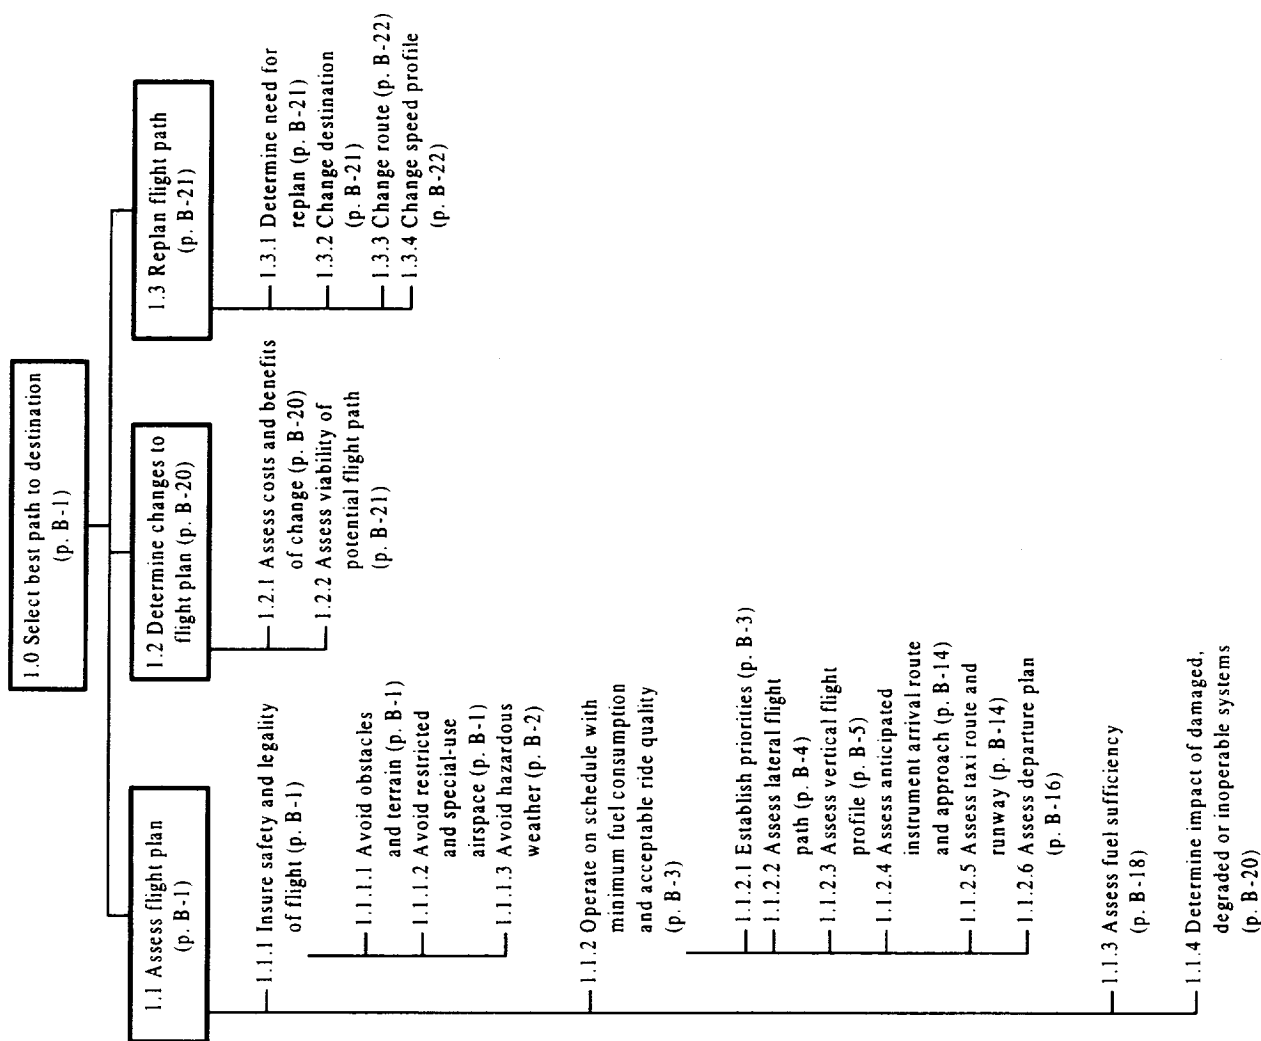 1.0 Select best path to destination
(p. B-1)
1.1 Assess flight plan
(p. B-1)
1.1.1 Insure safety and legality
of flight (p. B-1)
1.1.1.1 Avoid obstacles
and terrain (p. B-1)
1.1.1.2 Avoid restricted
and special-use
airspace (p. B-1)
1.1.1.3 Avoid hazardous
weather (p. B-2)
1.1.2 Operate on schedule with
minimum fuel consumption
and acceptable ride quality
(p. B-3)
1.1.2.1 Establish priorities (p. B-3)
1.1.2.2 Assess lateral flight
path (p. B-4)
1.1.2.3 Assess vertical flight
profile (p. B-5)
1.1.2.4 Assess anticipated
instrument arrival route
and approach (p. B-14)
1.1.2.5 Assess taxi route and
runway (p. B-14)
1.1.2.6 Assess departure plan
(p. B-16)
1.1.3 Assess fuel sufficiency
(p. B-18)
1.1.4 Determine impact of damaged,
degraded or inoperable systems
(p. B-20)
1.2 Determine changes to
flight plan (p. B-20)
1.2.1 Assess costs and benefits
of change (p. B-20)
1.2.2 Assess viability of
potential flight path
(p. B-21)
1.3 Replan flight path
(p. B-21)
1.3.1 Determine need for
replan (p. B-21)
1.3.2 Change destination
(p. B-21)
1.3.3 Change route (p. B-22)
1.3.4 Change speed profile
(p. B-22)